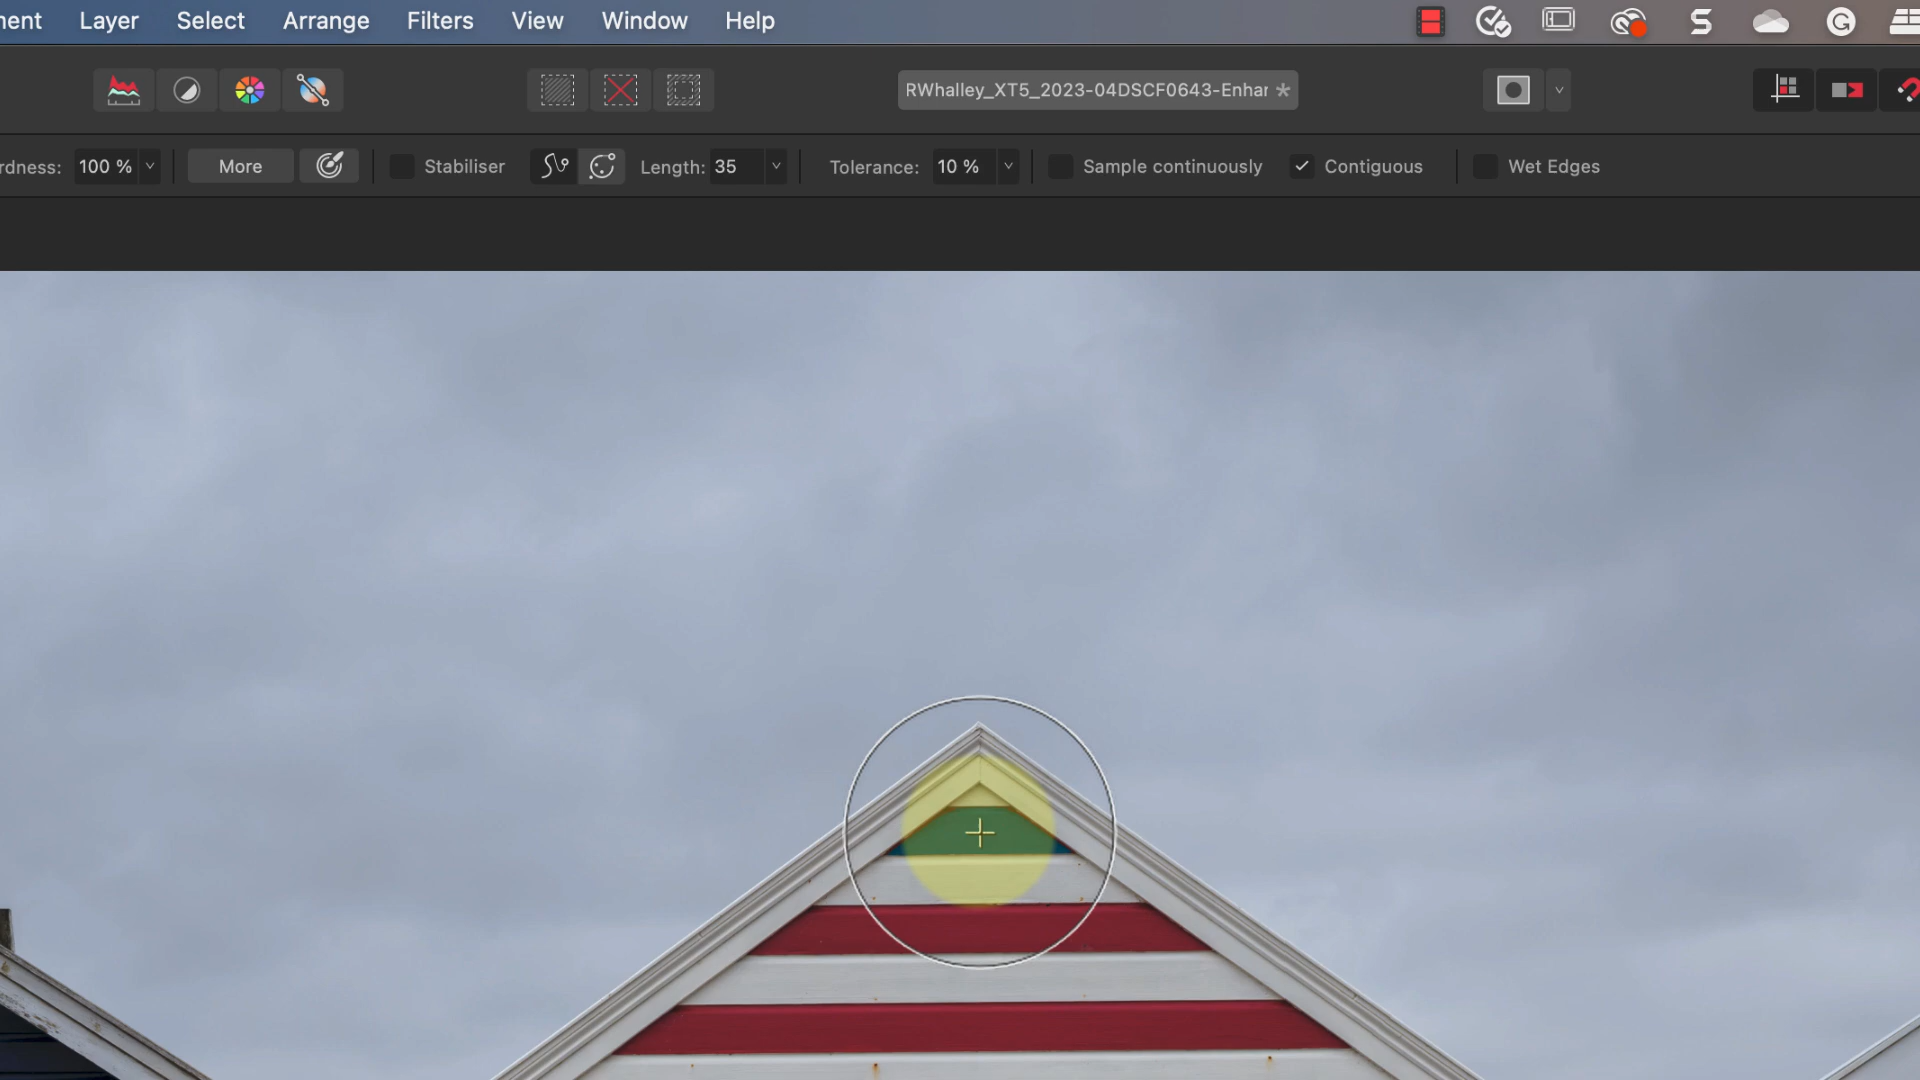 ment Layer Select Arrange Filters View Window Help
RWhalley_XT5_2023-04DSCF0643-Enhar *
rdness: 100 % More Stabiliser Length: 35 Tolerance: 10 % Sample continuously Contiguous Wet Edges